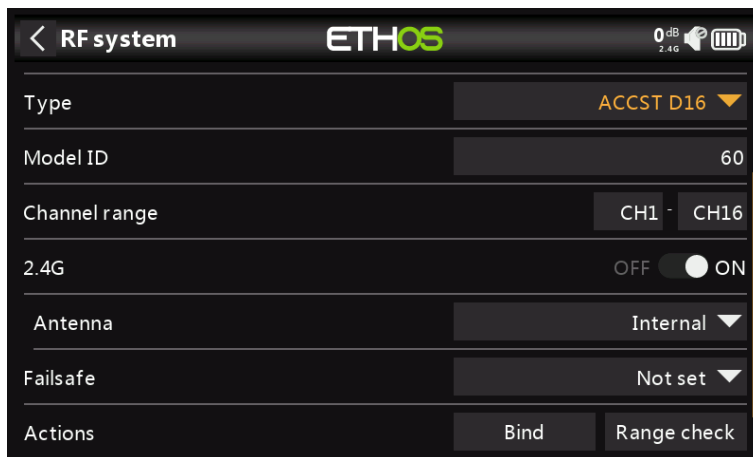 RF system ETHOS 0dB 2.4G
Type ACCST D16
Model ID 60
Channel range CH1 - CH16
2.4G OFF ON
Antenna Internal
Failsafe Not set
Actions Bind Range check